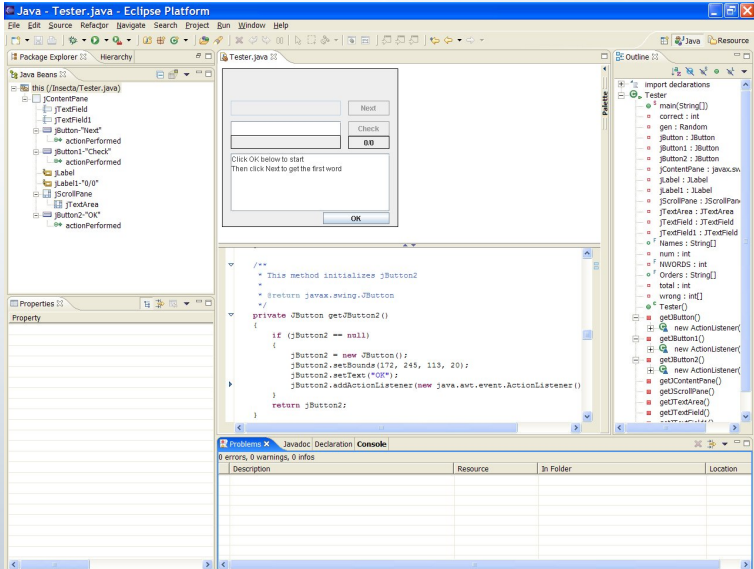 Java - Tester.java - Eclipse Platform
File Edit Source Refactor Navigate Search Project Run Window Help
Java
Resource
Package Explorer
Hierarchy
Java Beans
this (/Insecta/Tester.java)
jContentPane
jTextField
jTextField1
jButton-"Next"
actionPerformed
jButton1-"Check"
actionPerformed
jLabel
jLabel1-"0/0"
jScrollPane
jTextArea
jButton2-"OK"
actionPerformed
Properties
Property
Tester.java
Next
Check
0/0
Click OK below to start
Then click Next to get the first word
OK
Palette
/**
* This method initializes jButton2
*
* @return javax.swing.JButton
*/
private JButton getJButton2()
{
if (jButton2 == null)
{
jButton2 = new JButton();
jButton2.setBounds(172, 245, 113, 20);
jButton2.setText("OK");
jButton2.addActionListener(new java.awt.event.ActionListener()
}
return jButton2;
}
Outline
import declarations
Tester
main(String[])
correct : int
gen : Random
jButton : JButton
jButton1 : JButton
jButton2 : JButton
jContentPane : javax.sw
jLabel : JLabel
jLabel1 : JLabel
jScrollPane : JScrollPan
jTextArea : JTextArea
jTextField : JTextField
jTextField1 : JTextField
Names : String[]
num : int
NWORDS : int
Orders : String[]
total : int
wrong : int[]
Tester()
getJButton()
new ActionListener(
getJButton1()
new ActionListener(
getJButton2()
new ActionListener(
getJContentPane()
getJScrollPane()
getJTextArea()
getJTextField()
Problems
Javadoc
Declaration
Console
0 errors, 0 warnings, 0 infos
Description
Resource
In Folder
Location